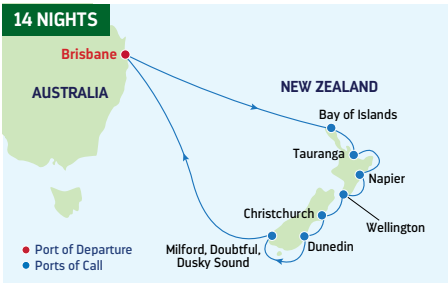 14 NIGHTS
Brisbane
AUSTRALIA
NEW ZEALAND
Bay of Islands
Tauranga
Napier
Wellington
Christchurch
Dunedin
Milford, Doubtful,
Dusky Sound
Port of Departure
Ports of Call